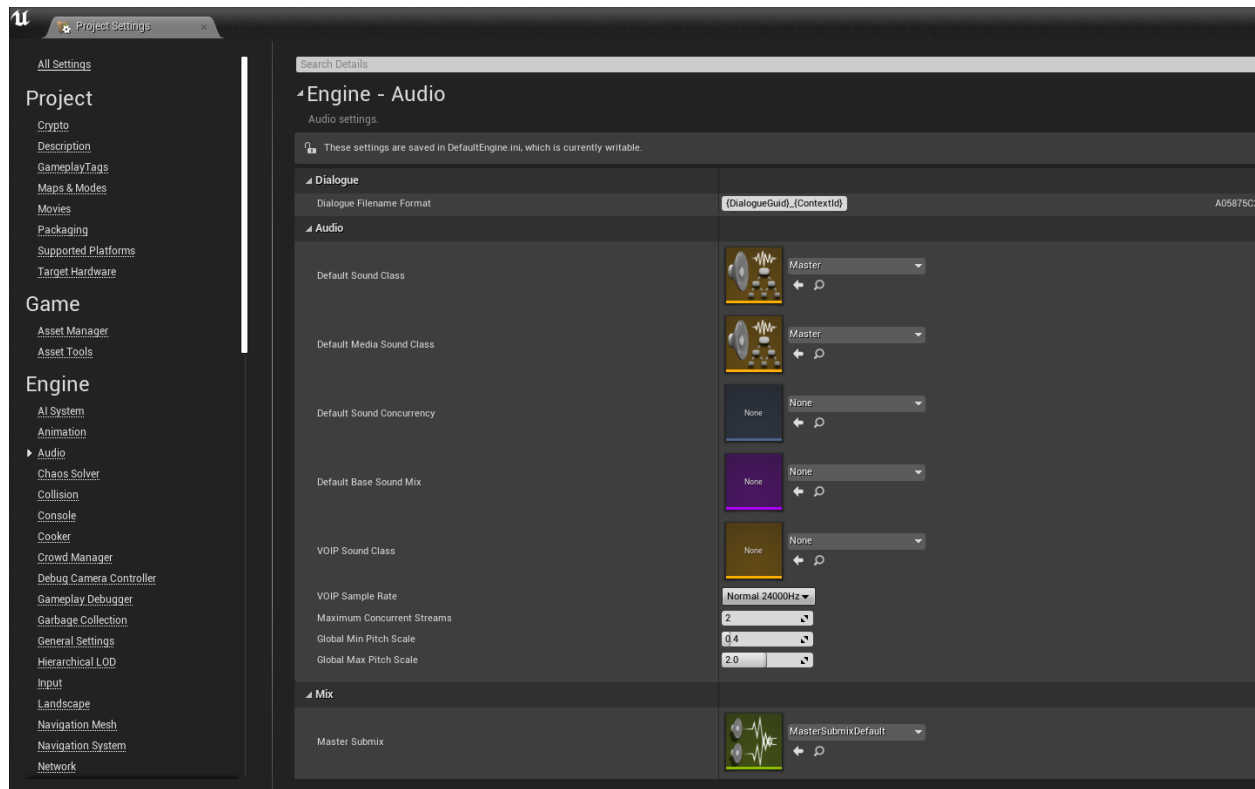 Project Settings
All Settings
Project
Crypto
Description
GameplayTags
Maps & Modes
Movies
Packaging
Supported Platforms
Target Hardware
Game
Asset Manager
Asset Tools
Engine
AI System
Animation
Audio
Chaos Solver
Collision
Console
Cooker
Crowd Manager
Debug Camera Controller
Gameplay Debugger
Garbage Collection
General Settings
Hierarchical LOD
Input
Landscape
Navigation Mesh
Navigation System
Network
Search Details
Engine - Audio
Audio settings.
These settings are saved in DefaultEngine.ini, which is currently writable.
Dialogue
Dialogue Filename Format {DialogueGuid}_{ContextId} A05875C
Audio
Default Sound Class Master
Default Media Sound Class Master
Default Sound Concurrency None None
Default Base Sound Mix None None
VOIP Sound Class None None
VOIP Sample Rate Normal 24000Hz
Maximum Concurrent Streams 2
Global Min Pitch Scale 0.4
Global Max Pitch Scale 2.0
Mix
Master Submix MasterSubmixDefault